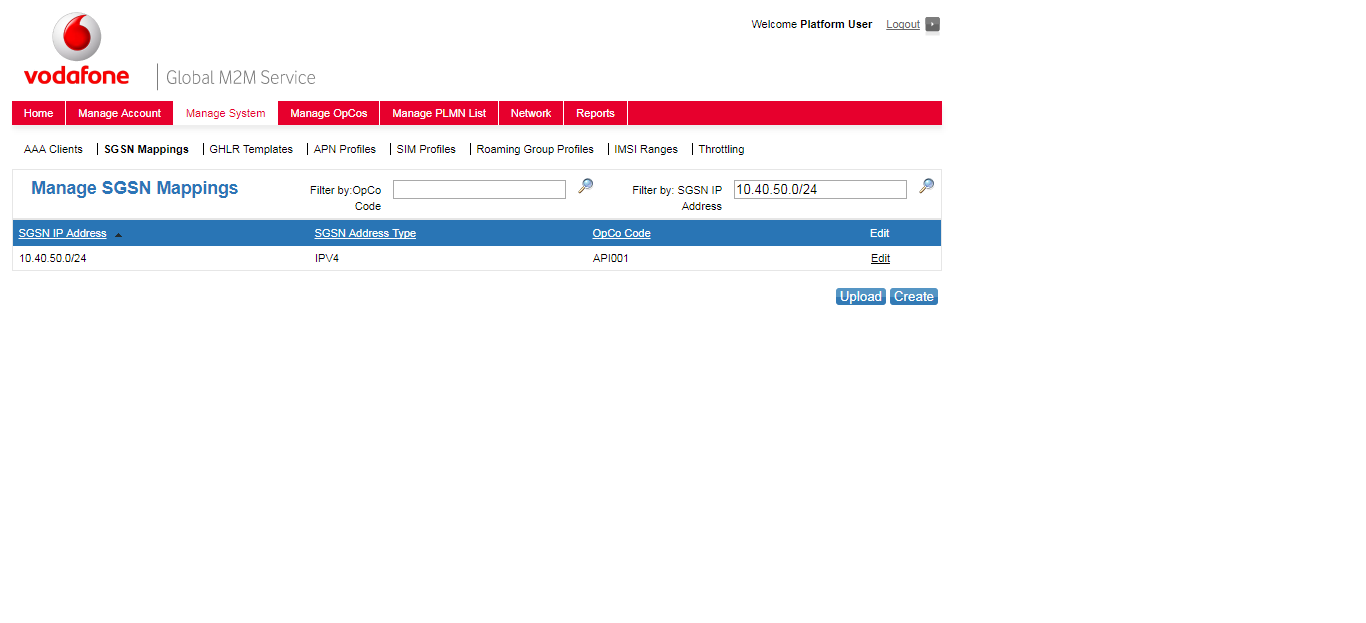 Welcome Platform User Logout
vodafone Global M2M Service
Home Manage Account Manage System Manage OpCos Manage PLMN List Network Reports
AAA Clients SGSN Mappings GHLR Templates APN Profiles SIM Profiles Roaming Group Profiles IMSI Ranges Throttling
Manage SGSN Mappings Filter by:OpCo Code Filter by: SGSN IP Address 10.40.50.0/24
SGSN IP Address SGSN Address Type OpCo Code Edit
10.40.50.0/24 IPV4 API001 Edit
Upload Create